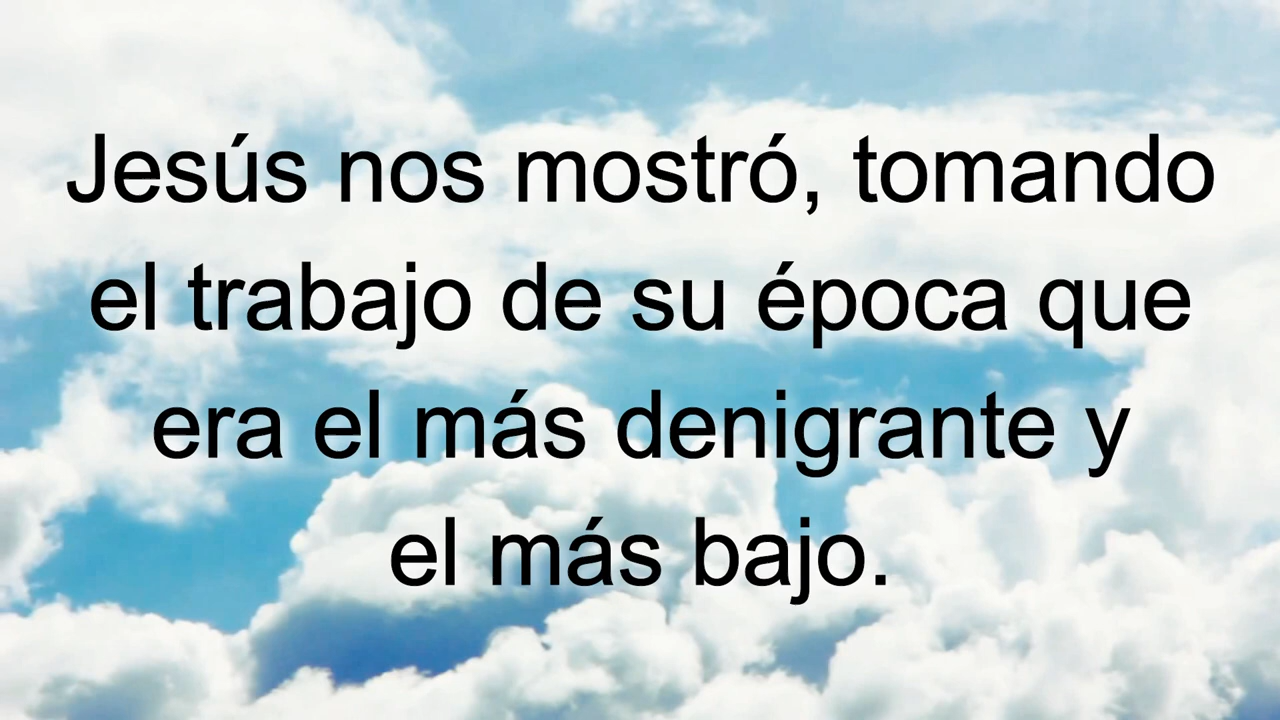 Jesús nos mostró, tomando
el trabajo de su época que
era el más denigrante y
el más bajo.